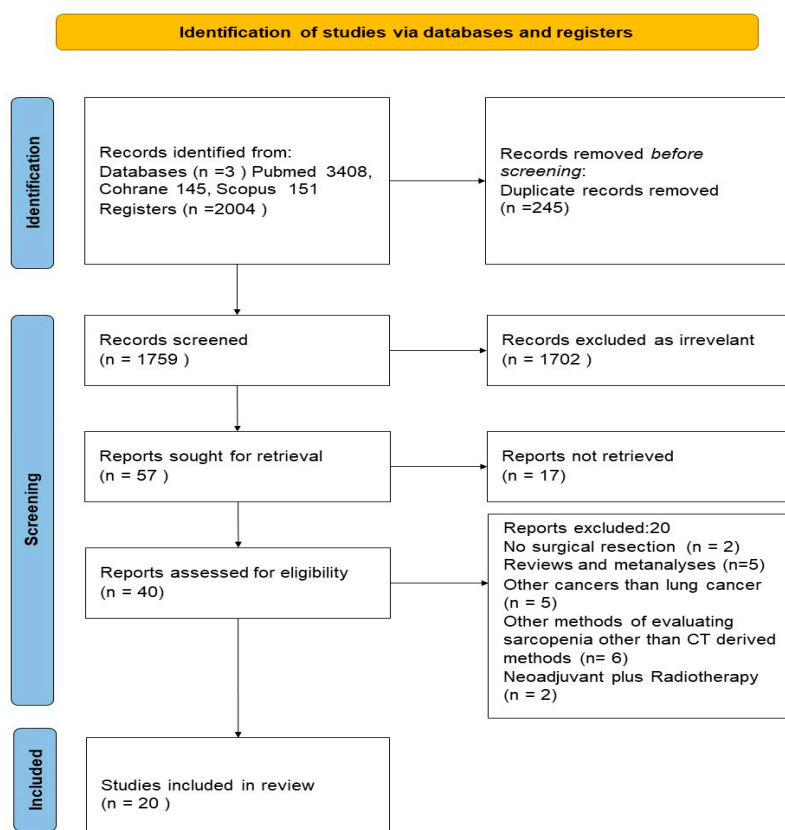 Identification of studies via databases and registers
Identification
Records identified from:
Databases (n =3 ) Pubmed 3408,
Cochrane 145, Scopus 151
Registers (n =2004 )
Records removed before
screening:
Duplicate records removed
(n =245)
Screening
Records screened
(n = 1759 )
Records excluded as irrevelant
(n = 1702 )
Reports sought for retrieval
(n = 57 )
Reports not retrieved
(n = 17)
Reports assessed for eligibility
(n = 40)
Reports excluded:20
No surgical resection (n = 2)
Reviews and metanalyses (n=5)
Other cancers than lung cancer
(n = 5)
Other methods of evaluating
sarcopenia other than CT derived
methods (n= 6)
Neoadjuvant plus Radiotherapy
(n = 2)
Included
Studies included in review
(n = 20 )